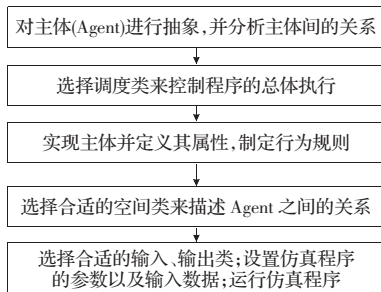 对主体(Agent)进行抽象,并分析主体间的关系
选择调度类来控制程序的总体执行
实现主体并定义其属性,制定行为规则
选择合适的空间类来描述 Agent 之间的关系
选择合适的输入、输出类;设置仿真程序
的参数以及输入数据;运行仿真程序